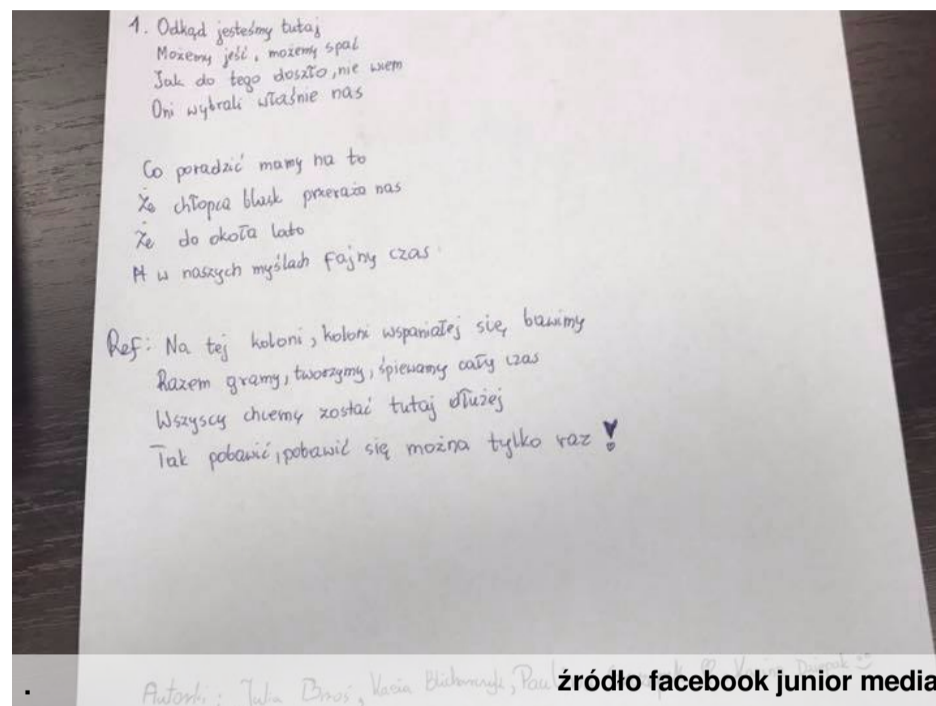 1. Odkąd jesteśmy tutaj
Możemy jeść, możemy spać
Jak do tego doszło, nie wiem
Oni wybrali właśnie nas
Co poradzić mamy na to
Że chłopca blask przeraża nas
Że do okoła lato
A w naszych myślach fajny czas.
Ref: Na tej koloni, koloni wspaniałej się bawimy
Razem gramy, tworzymy, śpiewamy cały czas
Wszyscy chcemy zostać tutaj dłużej
Tak pobawić, pobawić się można tylko raz!
Autorki: Julia Broś, Kasia
. źródło facebook junior media